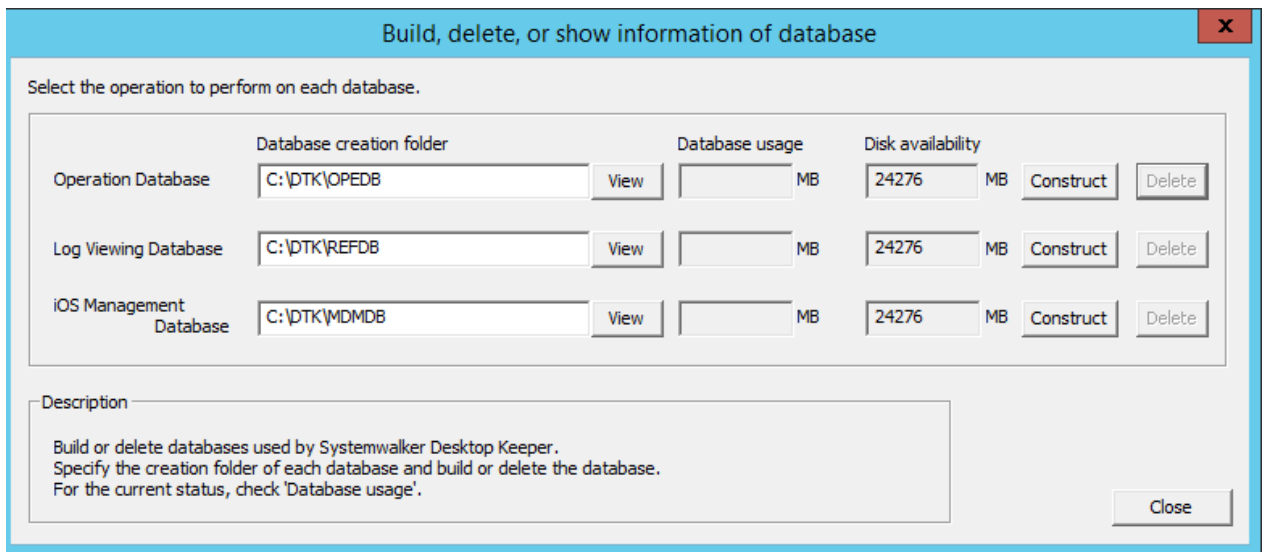 Build, delete, or show information of database
x
Select the operation to perform on each database.
Database creation folder Database usage Disk availability
Operation Database C:\DTK\OPEDB View MB 24276 MB Construct Delete
Log Viewing Database C:\DTK\REFDB View MB 24276 MB Construct Delete
iOS Management
Database C:\DTK\MDMDB View MB 24276 MB Construct Delete
Description
Build or delete databases used by Systemwalker Desktop Keeper.
Specify the creation folder of each database and build or delete the database.
For the current status, check 'Database usage'.
Close